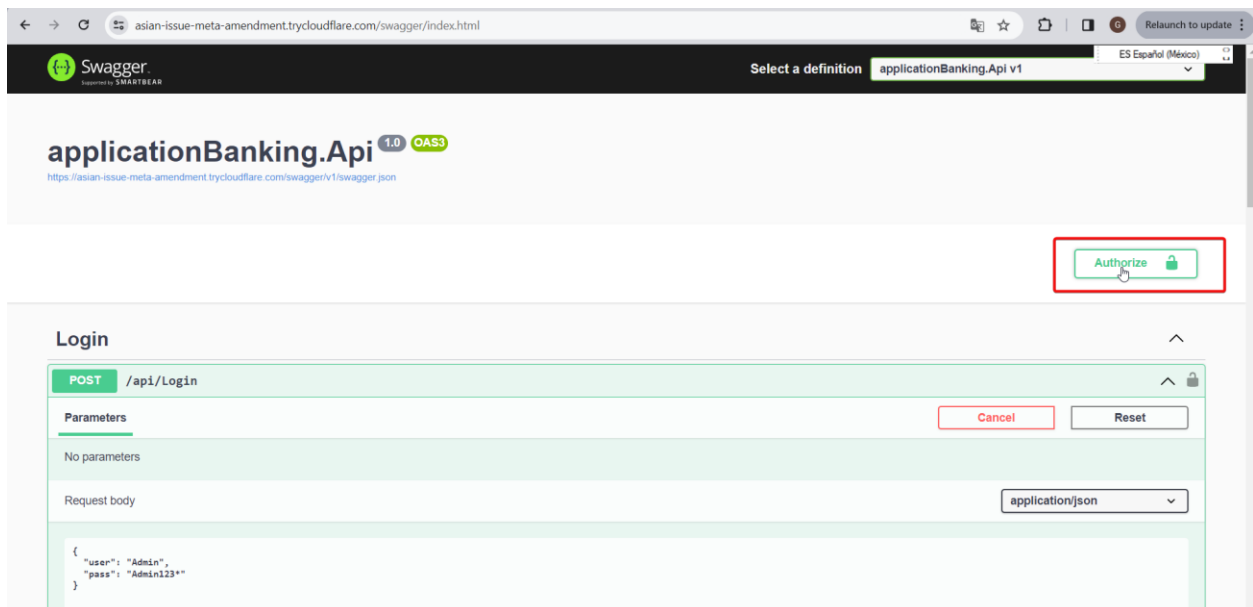 asian-issue-meta-amendment.trycloudflare.com/swagger/index.html
G
Relaunch to update
Swagger.
Supported by SMARTBEAR
Select a definition
applicationBanking.Api v1
ES Español (México)
applicationBanking.Api 1.0 OAS3
https://asian-issue-meta-amendment.trycloudflare.com/swagger/v1/swagger.json
Authorize
Login
POST /api/Login
Parameters
Cancel
Reset
No parameters
Request body
application/json
{
"user": "Admin",
"pass": "Admin123*"
}